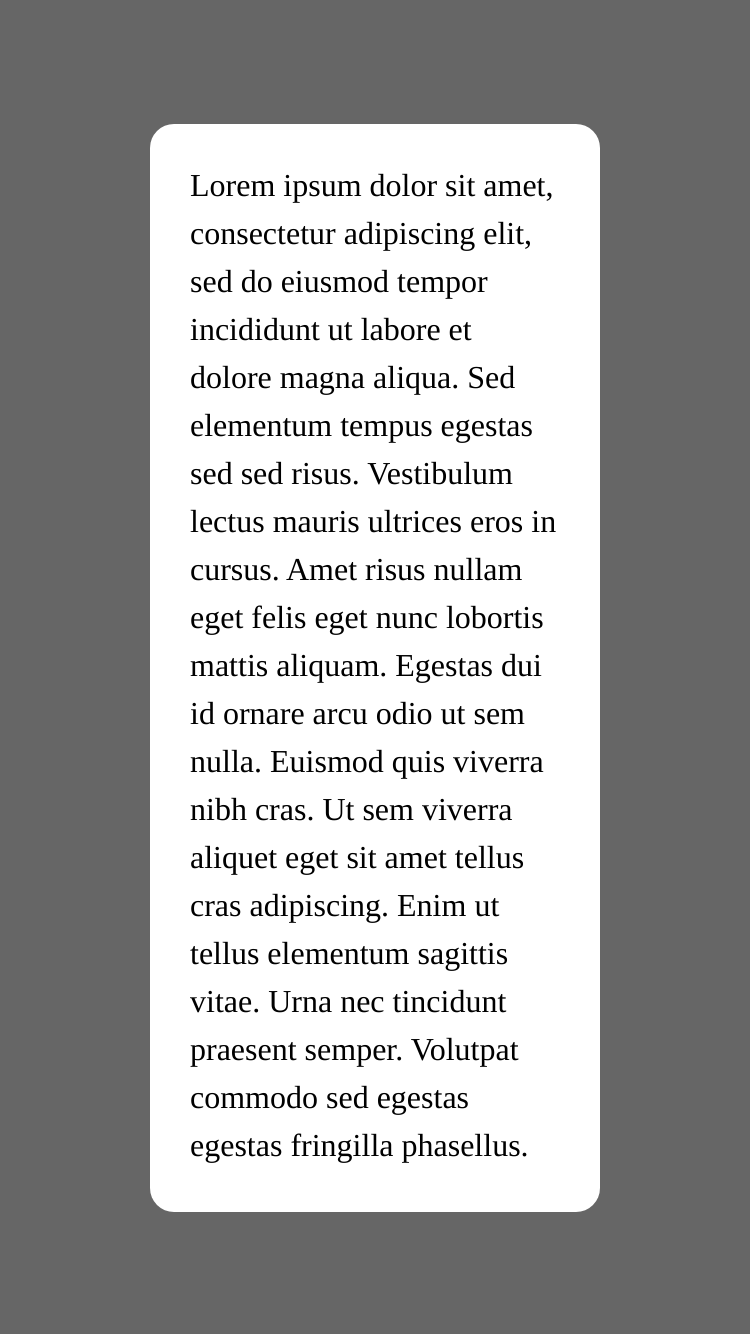 Lorem ipsum dolor sit amet,
consectetur adipiscing elit,
sed do eiusmod tempor
incididunt ut labore et
dolore magna aliqua. Sed
elementum tempus egestas
sed sed risus. Vestibulum
lectus mauris ultrices eros in
cursus. Amet risus nullam
eget felis eget nunc lobortis
mattis aliquam. Egestas dui
id ornare arcu odio ut sem
nulla. Euismod quis viverra
nibh cras. Ut sem viverra
aliquet eget sit amet tellus
cras adipiscing. Enim ut
tellus elementum sagittis
vitae. Urna nec tincidunt
praesent semper. Volutpat
commodo sed egestas
egestas fringilla phasellus.